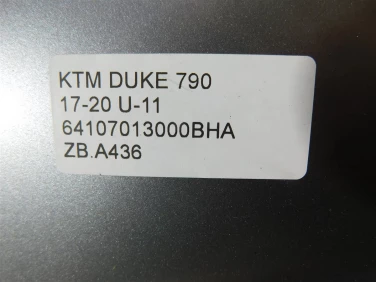 KTM DUKE 790
17-20 U-11
64107013000BHA
ZB.A436